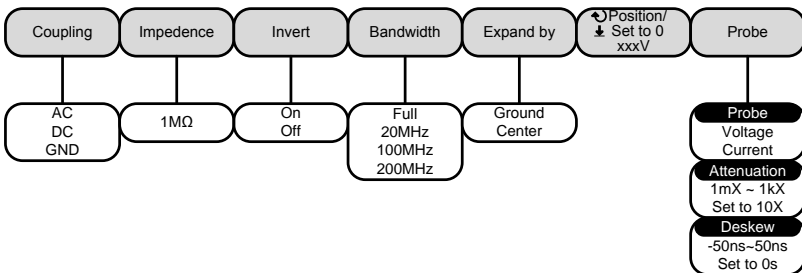 Coupling
Impedence
Invert
Bandwidth
Expand by
Position/
Set to 0
xxxV
Probe
AC
DC
GND
1MΩ
On
Off
Full
20MHz
100MHz
200MHz
Ground
Center
Probe
Voltage
Current
Attenuation
1mX ~ 1kX
Set to 10X
Deskew
-50ns~50ns
Set to 0s